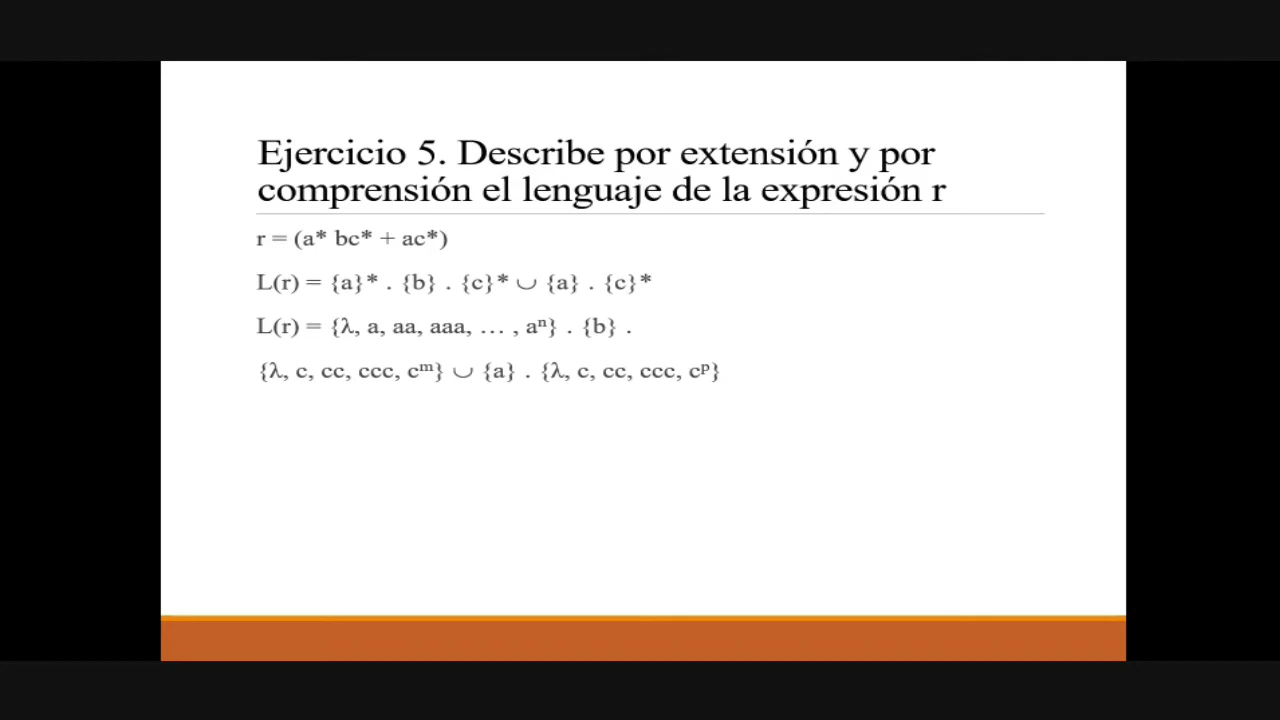 Ejercicio 5. Describe por extensión y por
comprensión el lenguaje de la expresión r
r = (a* bc* + ac*)
L(r) = {a}* . {b} . {c}* ∪ {a} . {c}*
L(r) = {λ, a, aa, aaa, … , aⁿ} . {b} .
{λ, c, cc, ccc, cᵐ} ∪ {a} . {λ, c, cc, ccc, cᵖ}